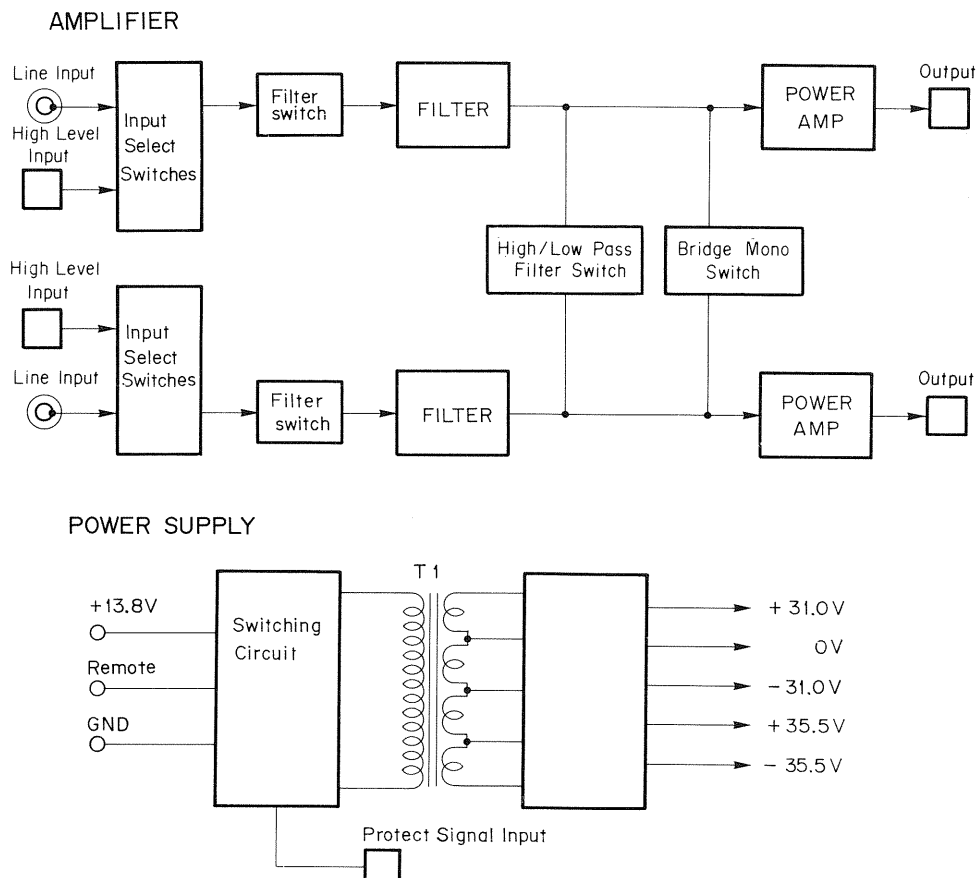 AMPLIFIER
Line Input
High Level
Input
Input
Select
Switches
Filter
switch
FILTER
POWER
AMP
Output
High/Low Pass
Filter Switch
Bridge Mono
Switch
High Level
Input
Line Input
Input
Select
Switches
Filter
switch
FILTER
POWER
AMP
Output
POWER SUPPLY
+13.8V
Remote
GND
Switching
Circuit
T1
+31.0V
0V
-31.0V
+35.5V
-35.5V
Protect Signal Input